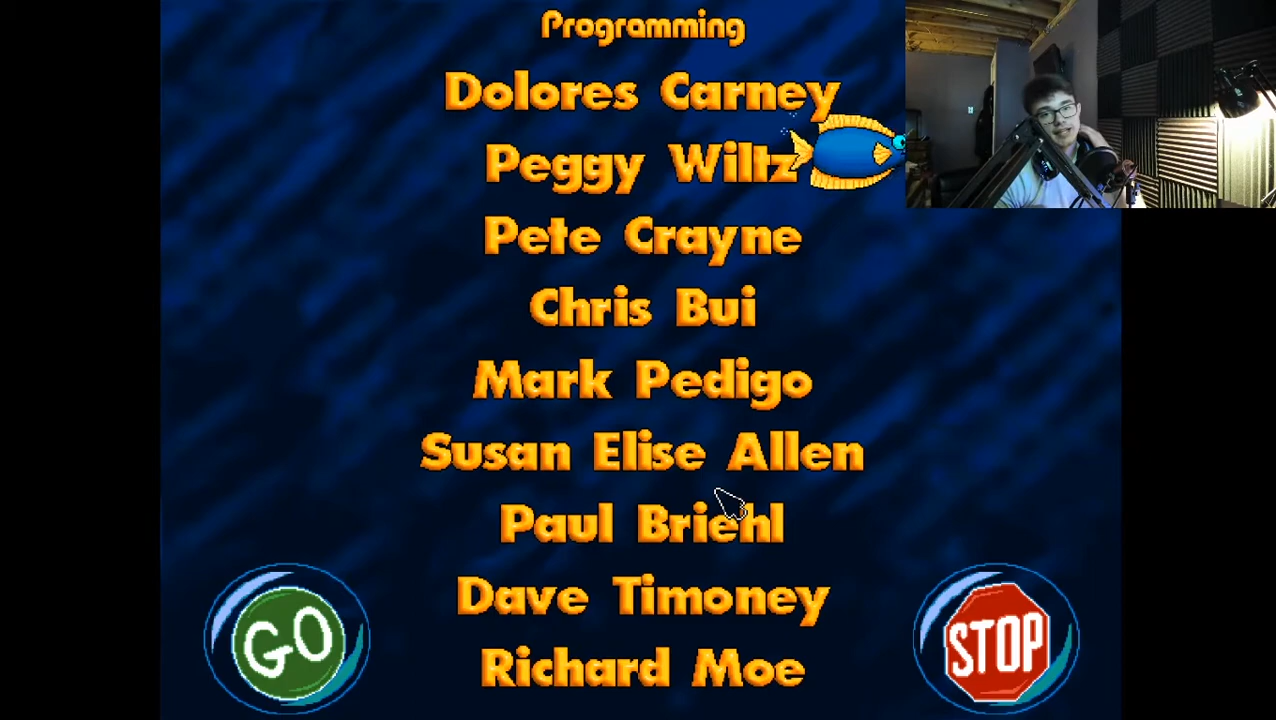 Programming
Dolores Carney
Peggy Wiltz
Pete Crayne
Chris Bui
Mark Pedigo
Susan Elise Allen
Paul Briehl
Dave Timoney
Richard Moe
GO
STOP